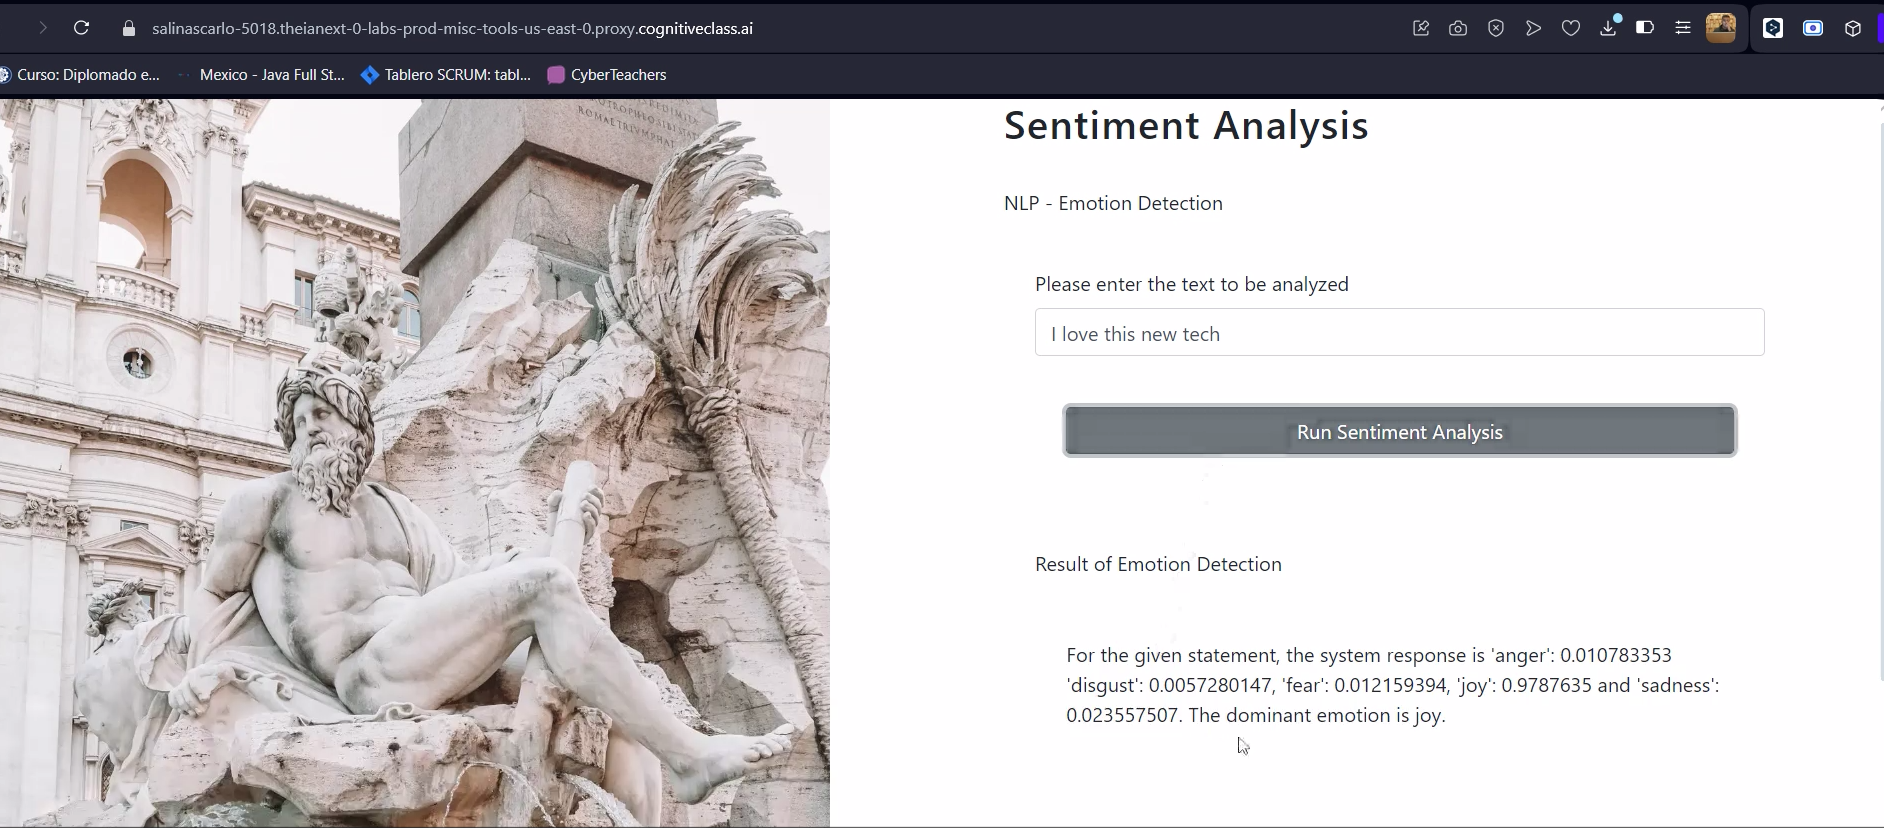 salinascarlo-5018.theianext-0-labs-prod-misc-tools-us-east-0.proxy.cognitiveclass.ai
Curso: Diplomado e... Mexico - Java Full St... Tablero SCRUM: tabl... CyberTeachers
Sentiment Analysis
NLP - Emotion Detection
Please enter the text to be analyzed
I love this new tech
Run Sentiment Analysis
Result of Emotion Detection
For the given statement, the system response is 'anger': 0.010783353
'disgust': 0.0057280147, 'fear': 0.012159394, 'joy': 0.9787635 and 'sadness':
0.023557507. The dominant emotion is joy.